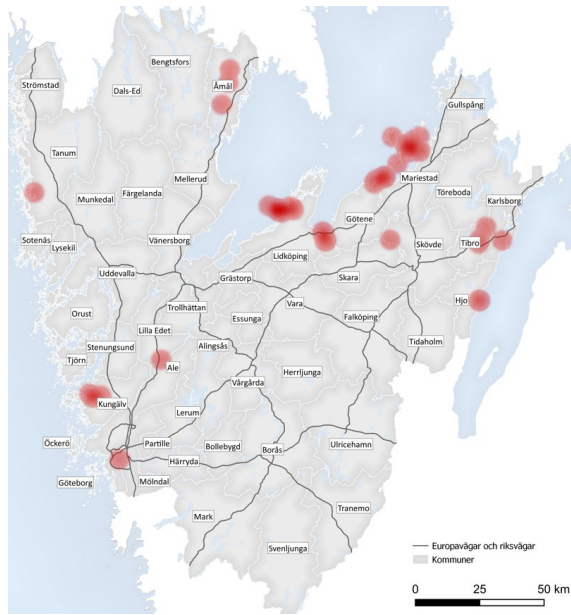 Bengtsfors
Strömstad
Dals-Ed
Åmål
Gullspång
Tanum
Mellerud
Mariestad
Munkedal
Färgelanda
Töreboda
Karlsborg
Götene
Sotenäs
Vänersborg
Lysekil
Lidköping
Skövde
Tibro
Uddevalla
Grästorp
Skara
Orust
Trollhättan
Vara
Hjo
Essunga
Falköping
Lilla Edet
Stenungsund
Alingsås
Tidaholm
Tjörn
Ale
Herrljunga
Vårgårda
Kungälv
Lerum
Öckerö
Partille
Bollebygd
Ulricehamn
Borås
Härryda
Göteborg
Mölndal
Tranemo
Mark
Svenljunga
Europavägar och riksvägar
Kommuner
0 25 50 km